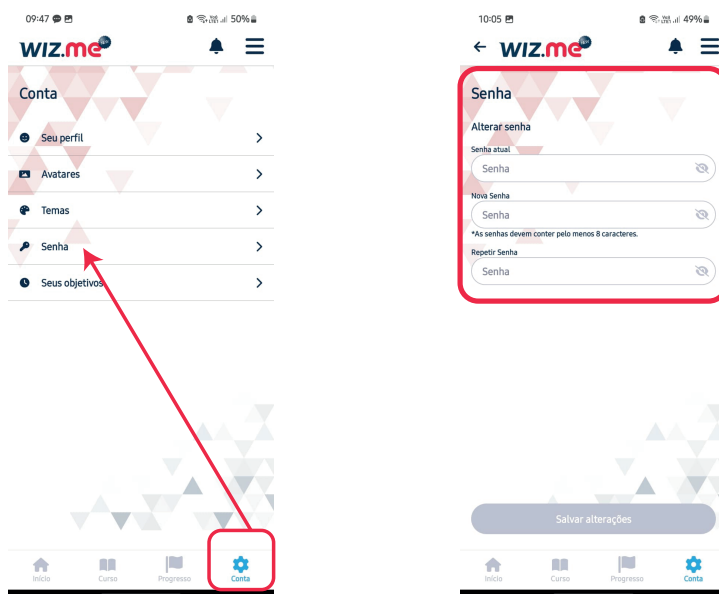 09:47
50%
wiz.me
Conta
Seu perfil
Avatares
Temas
Senha
Seus objetivos
Início Curso Progresso Conta
10:05
49%
wiz.me
Senha
Alterar senha
Senha atual
Senha
Nova Senha
Senha
*As senhas devem conter pelo menos 8 caracteres.
Repetir Senha
Senha
Salvar alterações
Início Curso Progresso Conta